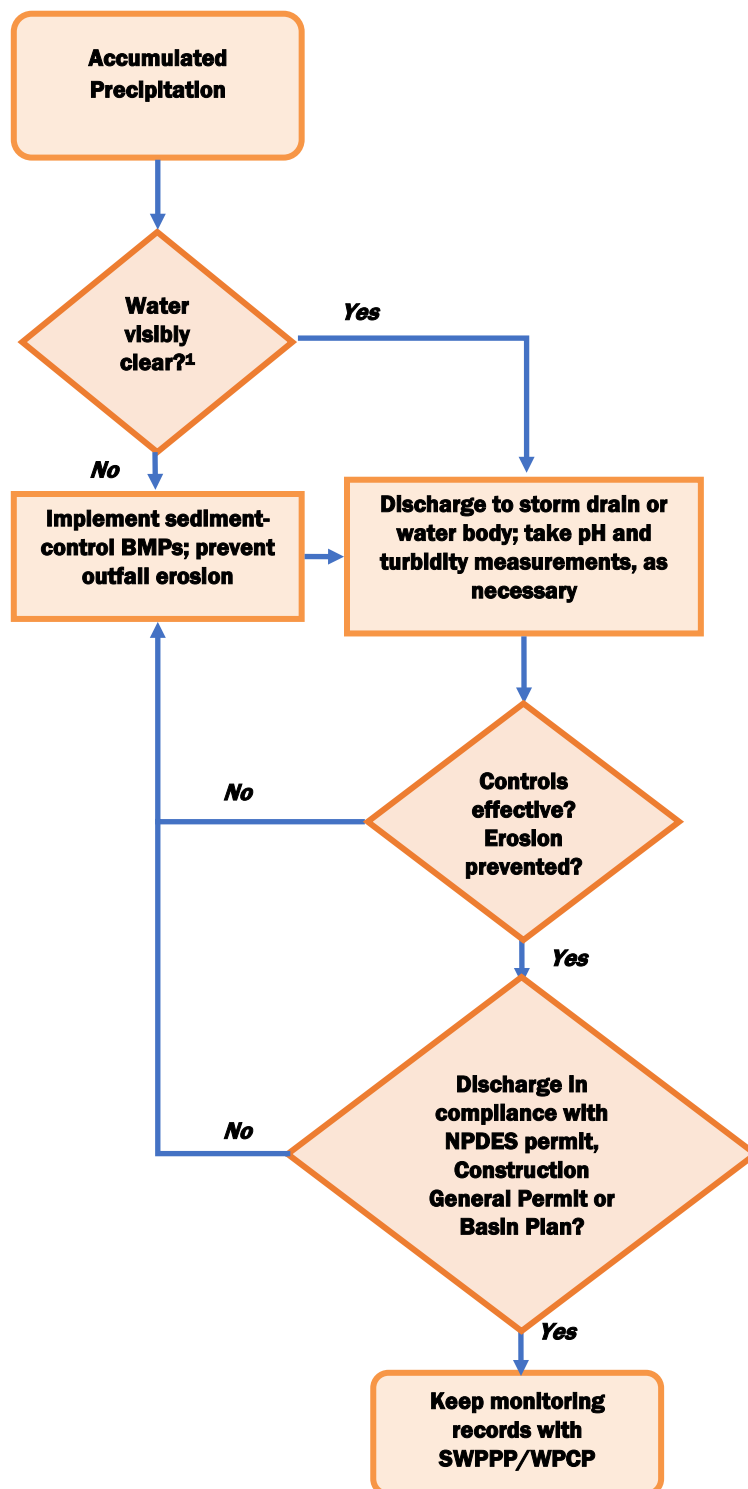 Accumulated
Precipitation
Water
visibly
clear?¹
Yes
No
Implement sediment-
control BMPs; prevent
outfall erosion
Discharge to storm drain or
water body; take pH and
turbidity measurements, as
necessary
Controls
effective?
Erosion
prevented?
No
Yes
Discharge in
compliance with
NPDES permit,
Construction
General Permit or
Basin Plan?
No
Yes
Keep monitoring
records with
SWPPP/WPCP